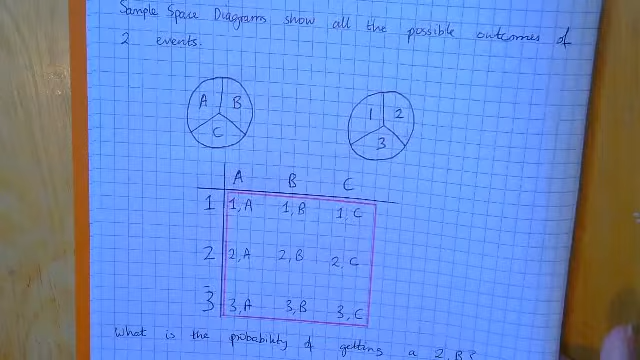 Sample Space Diagrams show all the possible outcomes of
2 events.
A B
C
1 2
3
A B C
1 1,A 1,B 1,C
2 2,A 2,B 2,C
3 3,A 3,B 3,C
What is the probability of getting a 2,B?